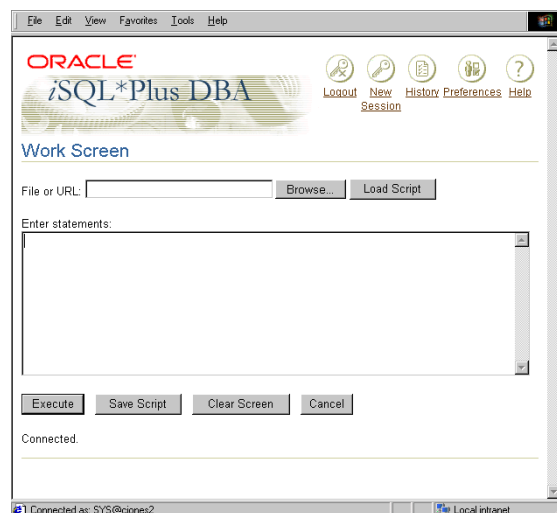 File Edit View Favorites Tools Help
ORACLE®
iSQL*Plus DBA
Logout New Session History Preferences Help
Work Screen
File or URL: Browse... Load Script
Enter statements:
Execute Save Script Clear Screen Cancel
Connected.
Connected as: SYS@cjones2 Local intranet